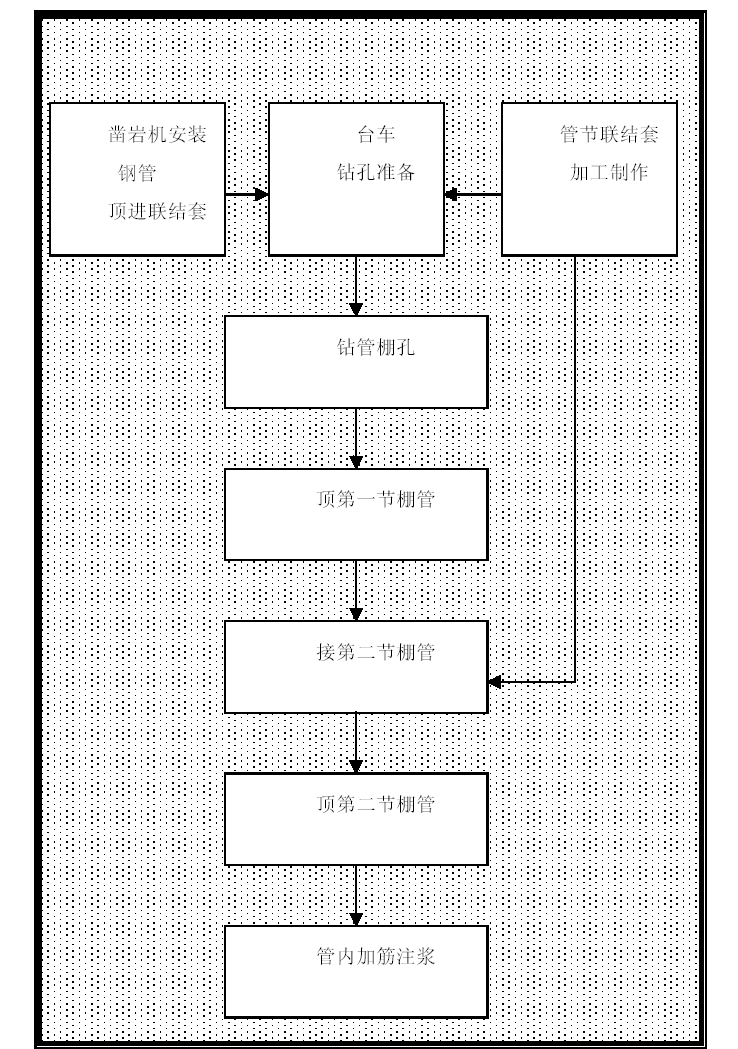 凿岩机安装
钢管
顶进联结套
台车
钻孔准备
管节联结套
加工制作
钻管棚孔
顶第一节棚管
接第二节棚管
顶第二节棚管
管内加筋注浆